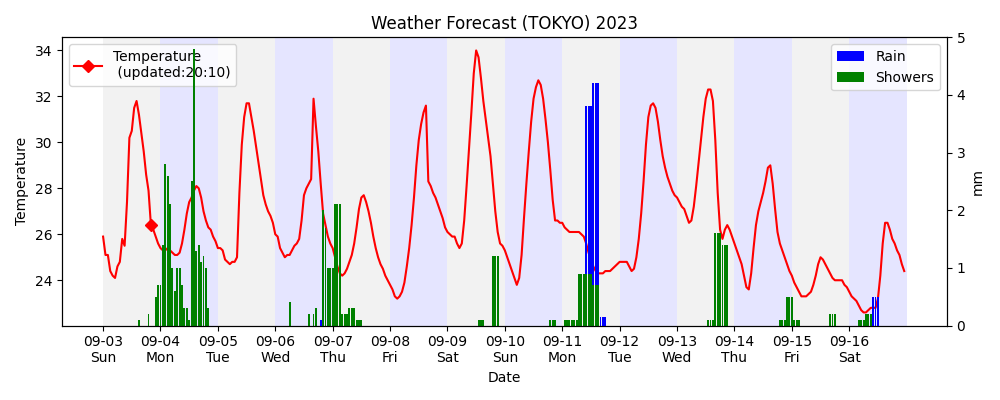 Weather Forecast (TOKYO) 2023
Temperature
(updated:20:10)
Rain
Showers
34
32
30
28
26
24
Temperature
5
4
3
2
1
0
mm
09-03 09-04 09-05 09-06 09-07 09-08 09-09 09-10 09-11 09-12 09-13 09-14 09-15 09-16
Sun Mon Tue Wed Thu Fri Sat Sun Mon Tue Wed Thu Fri Sat
Date